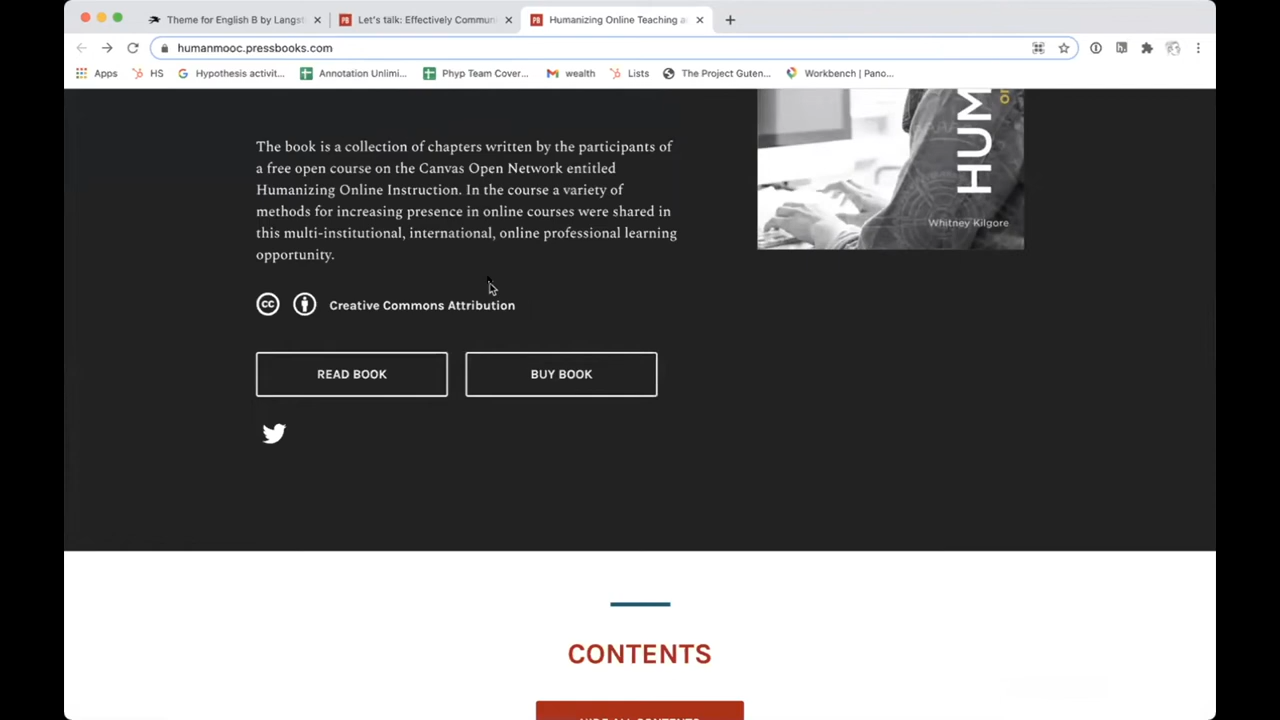 Theme for English B by Langst
Let's talk: Effectively Commun
Humanizing Online Teaching a
humanmooc.pressbooks.com
Apps
HS
Hypothesis activit...
Annotation Unlimi...
Phyp Team Cover...
wealth
Lists
The Project Guten...
Workbench | Pano...
The book is a collection of chapters written by the participants of
a free open course on the Canvas Open Network entitled
Humanizing Online Instruction. In the course a variety of
methods for increasing presence in online courses were shared in
this multi-institutional, international, online professional learning
opportunity.
HUM
Whitney Kilgore
Creative Commons Attribution
READ BOOK
BUY BOOK
CONTENTS
HIDE ALL CONTENTS